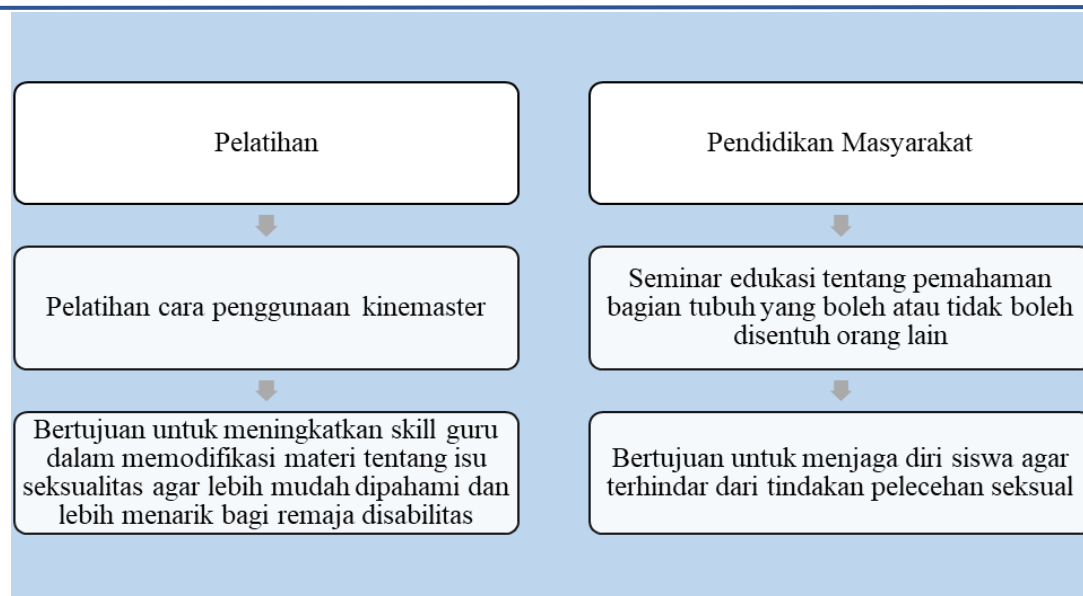 Pelatihan
Pelatihan cara penggunaan kinemaster
Bertujuan untuk meningkatkan skill guru
dalam memodifikasi materi tentang isu
seksualitas agar lebih mudah dipahami dan
lebih menarik bagi remaja disabilitas
Pendidikan Masyarakat
Seminar edukasi tentang pemahaman
bagian tubuh yang boleh atau tidak boleh
disentuh orang lain
Bertujuan untuk menjaga diri siswa agar
terhindar dari tindakan pelecehan seksual